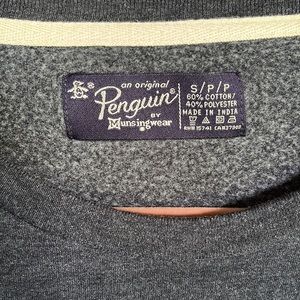 an original
Penguin®
BY
Munsingwear
S/P/P
60% COTTON/
40% POLYESTER
MADE IN INDIA